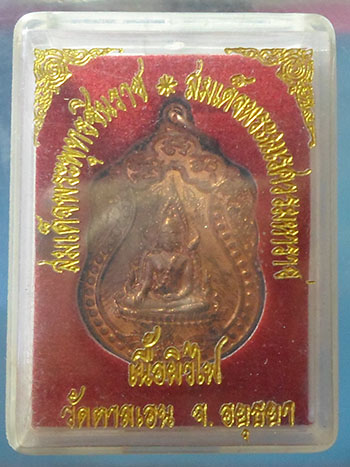 สมเด็จพระพุทธชินราช * สมเด็จพระนเรศวรมหาราช
เนื้อผิวไฟ
วัดตาลเอน จ. อยุธยา